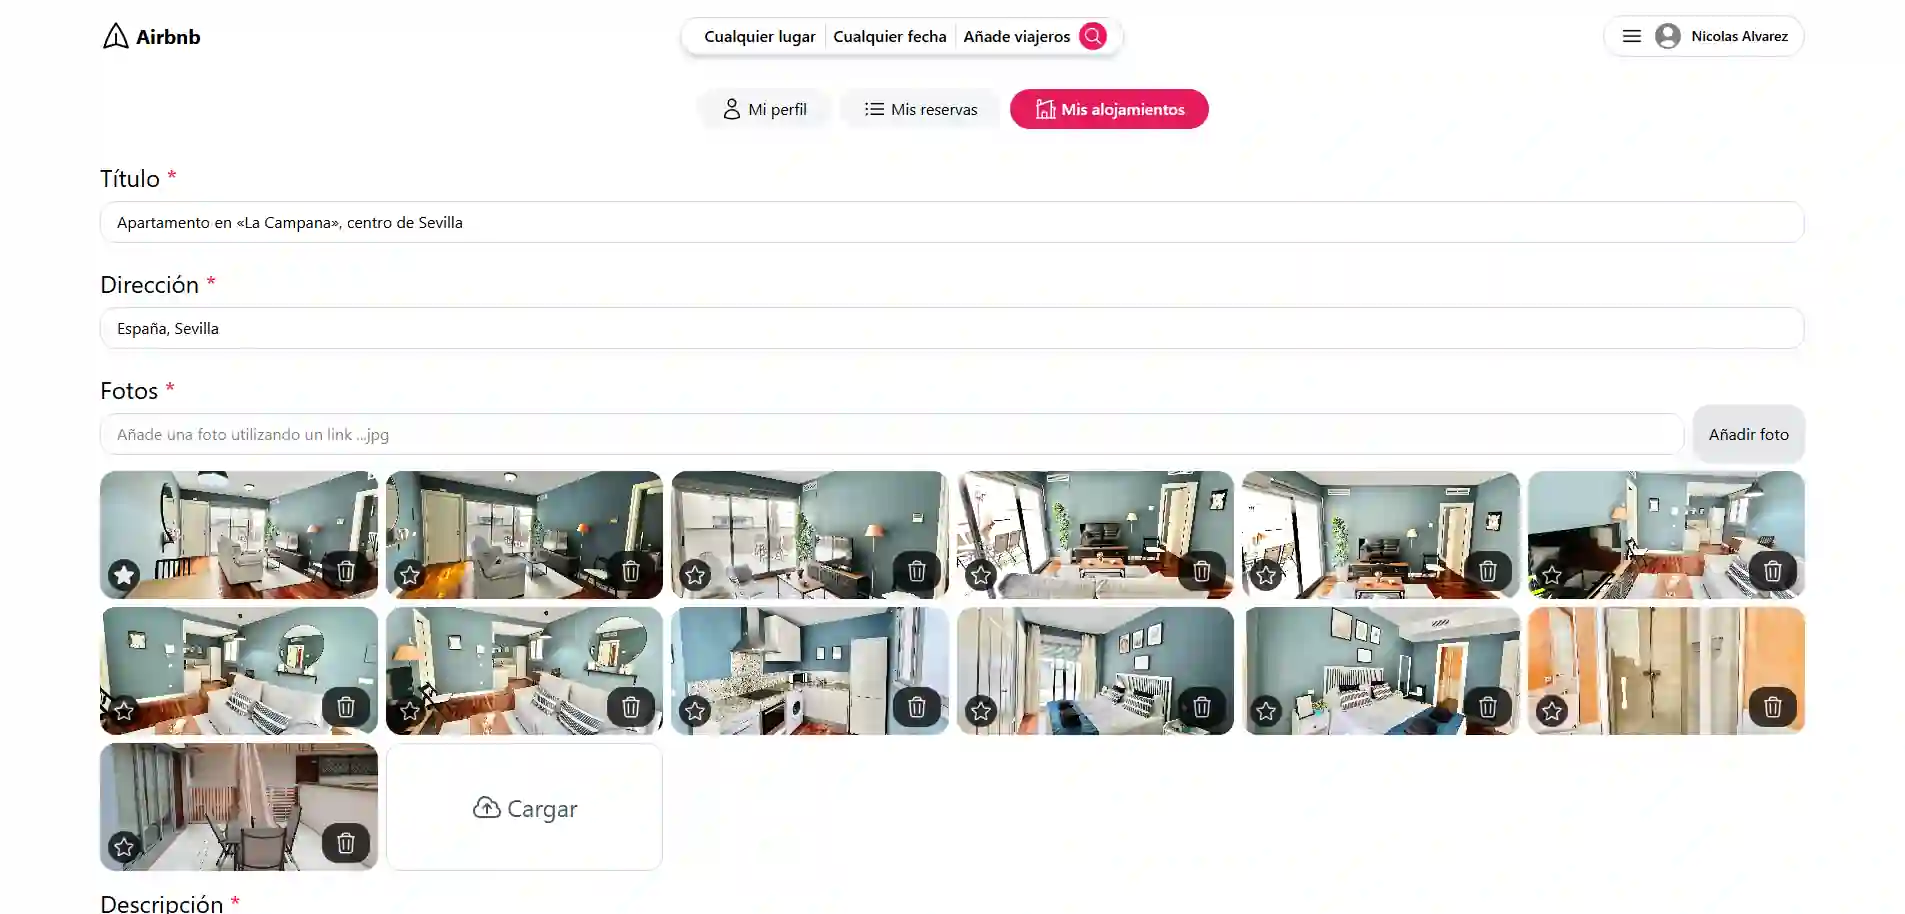 Airbnb
Cualquier lugar Cualquier fecha Añade viajeros
Nicolas Alvarez
Mi perfil Mis reservas Mis alojamientos
Título *
Apartamento en «La Campana», centro de Sevilla
Dirección *
España, Sevilla
Fotos *
Añade una foto utilizando un link ...jpg
Añadir foto
Cargar
Descripción *